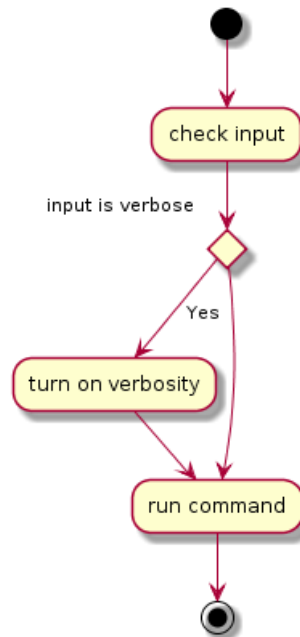 check input
input is verbose
Yes
turn on verbosity
run command